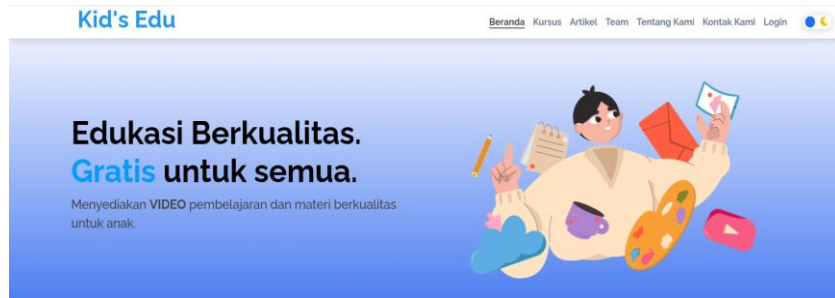 Kid's Edu
Beranda Kursus Artikel Team Tentang Kami Kontak Kami Login
Edukasi Berkualitas.
Gratis untuk semua.
Menyediakan VIDEO pembelajaran dan materi berkualitas
untuk anak.